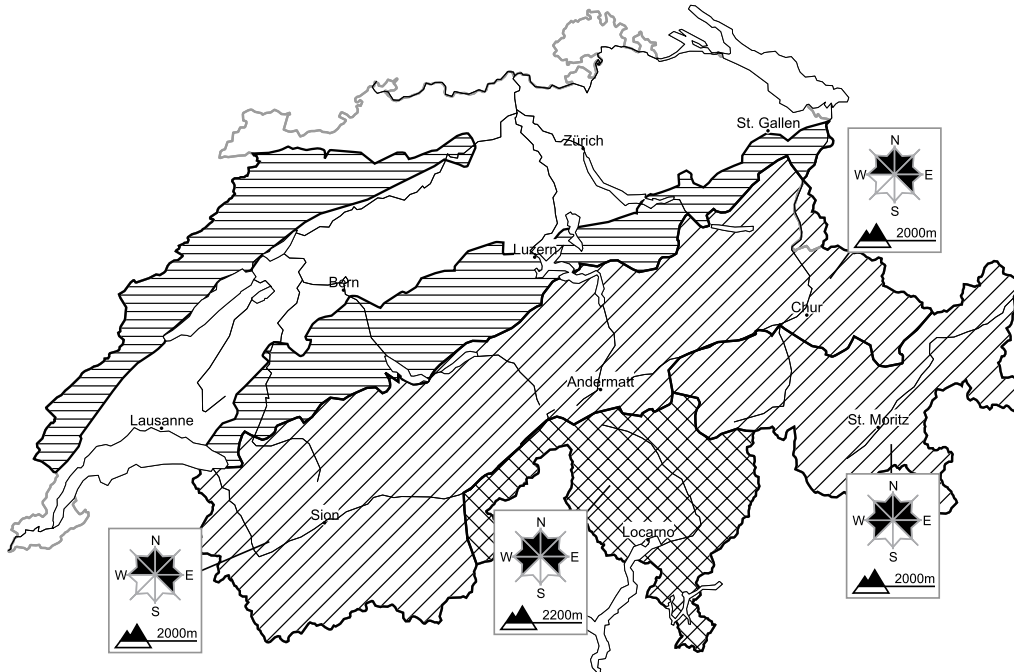 St. Gallen
Zürich
N
W E
S
2000m
Luzern
Bern
Chur
Andermatt
Lausanne
St. Moritz
Sion
Locarno
N
W E
S
2000m
N
W E
S
2200m
N
W E
S
2000m